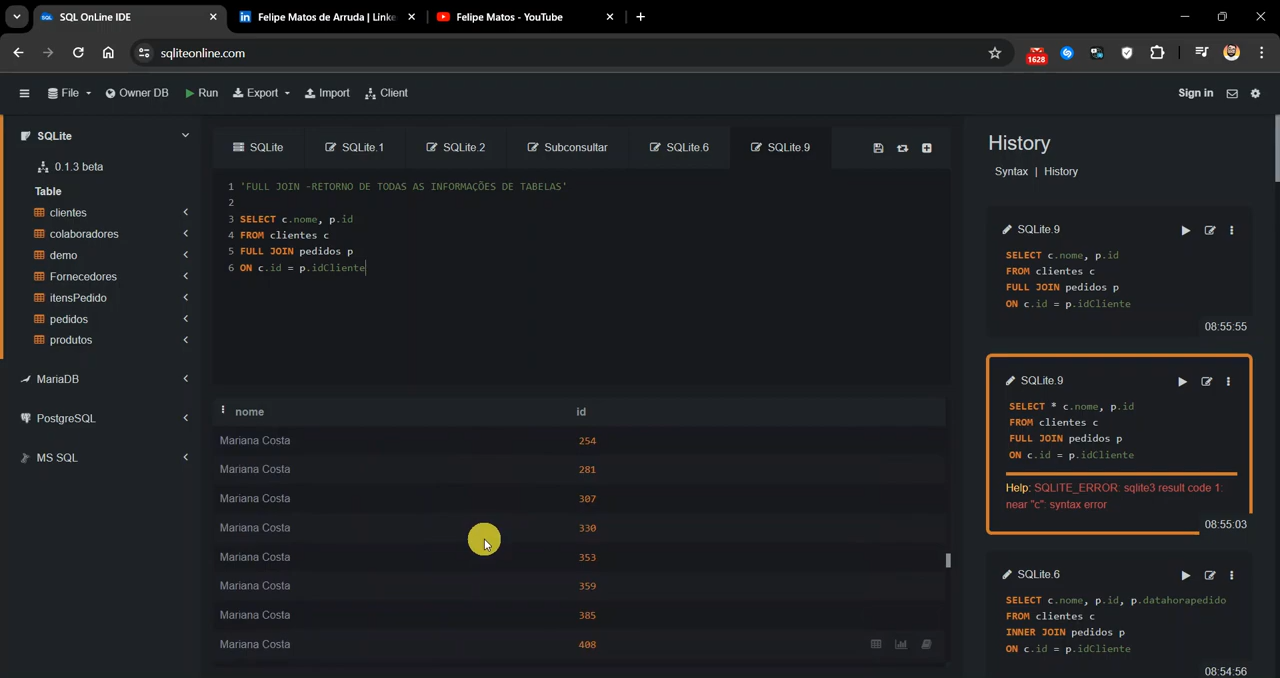 SQL OnLine IDE
Felipe Matos de Arruda | Linke
Felipe Matos - YouTube
sqliteonline.com
1628
File
Owner DB
Run
Export
Import
Client
Sign in
SQLite
0.1.3 beta
Table
clientes
colaboradores
demo
Fornecedores
itensPedido
pedidos
produtos
MariaDB
PostgreSQL
MS SQL
SQLite
SQLite.1
SQLite.2
Subconsultar
SQLite.6
SQLite.9
1 'FULL JOIN -RETORNO DE TODAS AS INFORMAÇÕES DE TABELAS'
2
3 SELECT c.nome, p.id
4 FROM clientes c
5 FULL JOIN pedidos p
6 ON c.id = p.idCliente
nome id
Mariana Costa 254
Mariana Costa 281
Mariana Costa 307
Mariana Costa 330
Mariana Costa 353
Mariana Costa 359
Mariana Costa 385
Mariana Costa 408
History
Syntax | History
SQLite.9
SELECT c.nome, p.id
FROM clientes c
FULL JOIN pedidos p
ON c.id = p.idCliente
08:55:55
SQLite.9
SELECT * c.nome, p.id
FROM clientes c
FULL JOIN pedidos p
ON c.id = p.idCliente
Help: SQLITE_ERROR: sqlite3 result code 1:
near "c": syntax error
08:55:03
SQLite.6
SELECT c.nome, p.id, p.datahorapedido
FROM clientes c
INNER JOIN pedidos p
ON c.id = p.idCliente
08:54:56